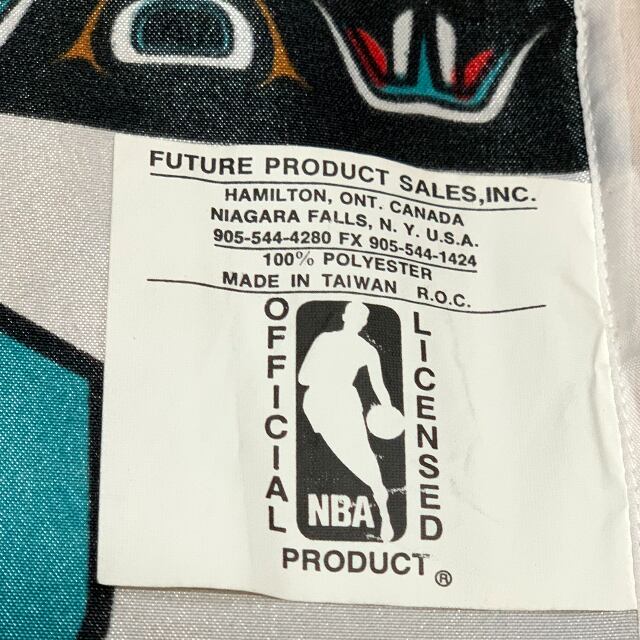 FUTURE PRODUCT SALES,INC.
HAMILTON, ONT. CANADA
NIAGARA FALLS, N.Y. U.S.A.
905-544-4280 FX 905-544-1424
100% POLYESTER
MADE IN TAIWAN R.O.C.
OFFICIAL
LICENSED
NBA
PRODUCT ®